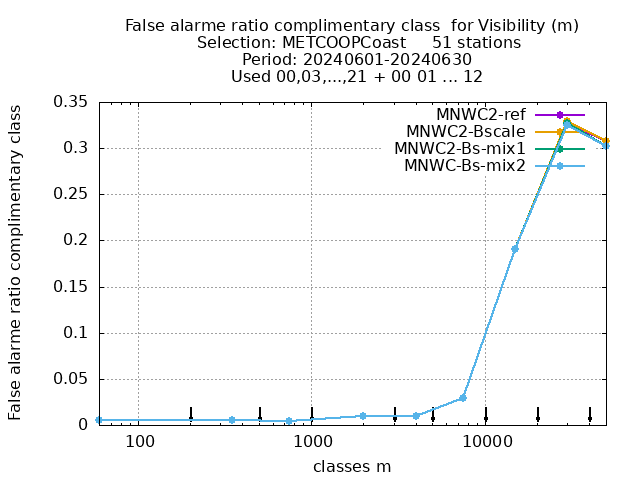 False alarme ratio complimentary class  for Visibility (m)
Selection: METCOOPCoast     51 stations
Period: 20240601-20240630
Used 00,03,...,21 + 00 01 ... 12
False alarme ratio complimentary class
0.35
0.3
0.25
0.2
0.15
0.1
0.05
0
MNWC2-ref
MNWC2-Bscale
MNWC2-Bs-mix1
MNWC-Bs-mix2
100 1000 10000
classes m